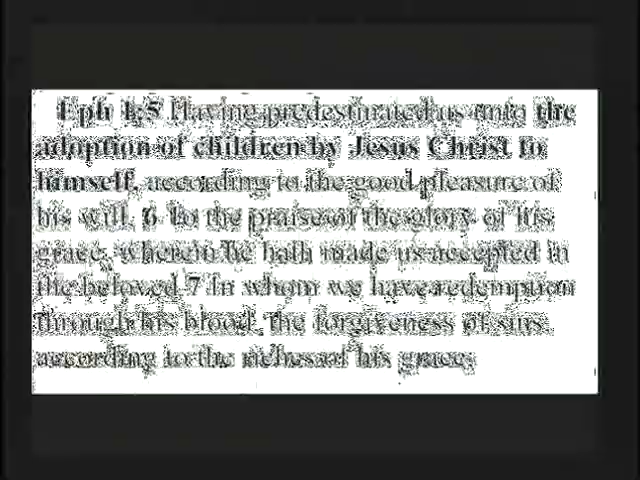 Eph 1:5 Having predestinated us unto the
adoption of children by Jesus Christ to
himself, according to the good pleasure of
his will, 6 To the praise of the glory of his
grace, wherein he hath made us accepted in
the beloved 7 In whom we have redemption
through his blood, the forgiveness of sins,
according to the riches of his grace;